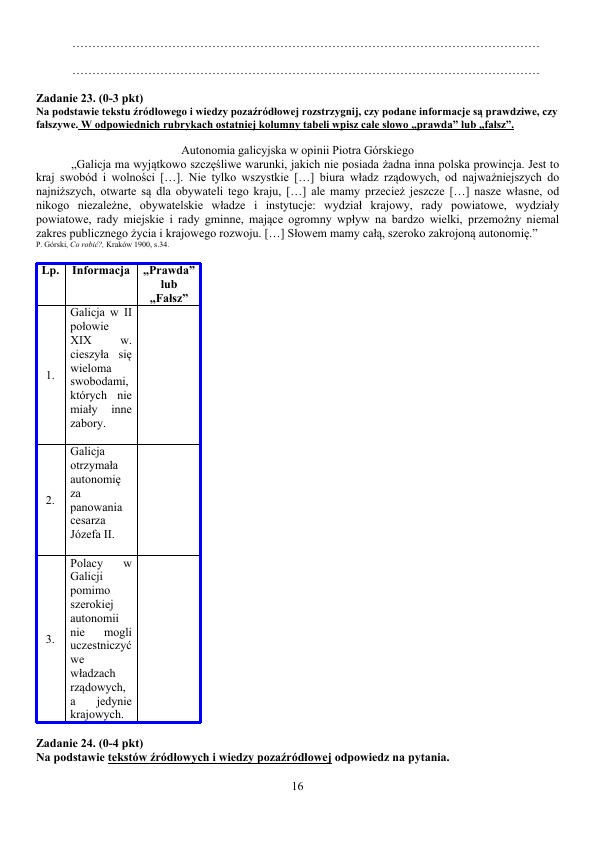 Zadanie 23. (0-3 pkt)
Na podstawie tekstu źródłowego i wiedzy pozaźródłowej rozstrzygnij, czy podane informacje są prawdziwe, czy
fałszywe. W odpowiednich rubrykach ostatniej kolumny tabeli wpisz całe słowo „prawda” lub „fałsz”.
Autonomia galicyjska w opinii Piotra Górskiego
„Galicja ma wyjątkowo szczęśliwe warunki, jakich nie posiada żadna inna polska prowincja. Jest to
kraj swobód i wolności […]. Nie tylko wszystkie […] biura władz rządowych, od najważniejszych do
najniższych, otwarte są dla obywateli tego kraju, […] ale mamy przecież jeszcze […] nasze własne, od
nikogo niezależne, obywatelskie władze i instytucje: wydział krajowy, rady powiatowe, wydziały
powiatowe, rady miejskie i rady gminne, mające ogromny wpływ na bardzo wielki, przemożny niemal
zakres publicznego życia i krajowego rozwoju. […] Słowem mamy całą, szeroko zakrojoną autonomię.”
P. Górski, Co robić?, Kraków 1900, s.34.
Lp. Informacja „Prawda”
lub
„Fałsz”
1.
Galicja w II
połowie
XIX w.
cieszyła się
wieloma
swobodami,
których nie
miały inne
zabory.
2.
Galicja
otrzymała
autonomię
za
panowania
cesarza
Józefa II.
3.
Polacy w
Galicji
pomimo
szerokiej
autonomii
nie mogli
uczestniczyć
we
władzach
rządowych,
a jedynie
krajowych.
Zadanie 24. (0-4 pkt)
Na podstawie tekstów źródłowych i wiedzy pozaźródłowej odpowiedz na pytania.
16